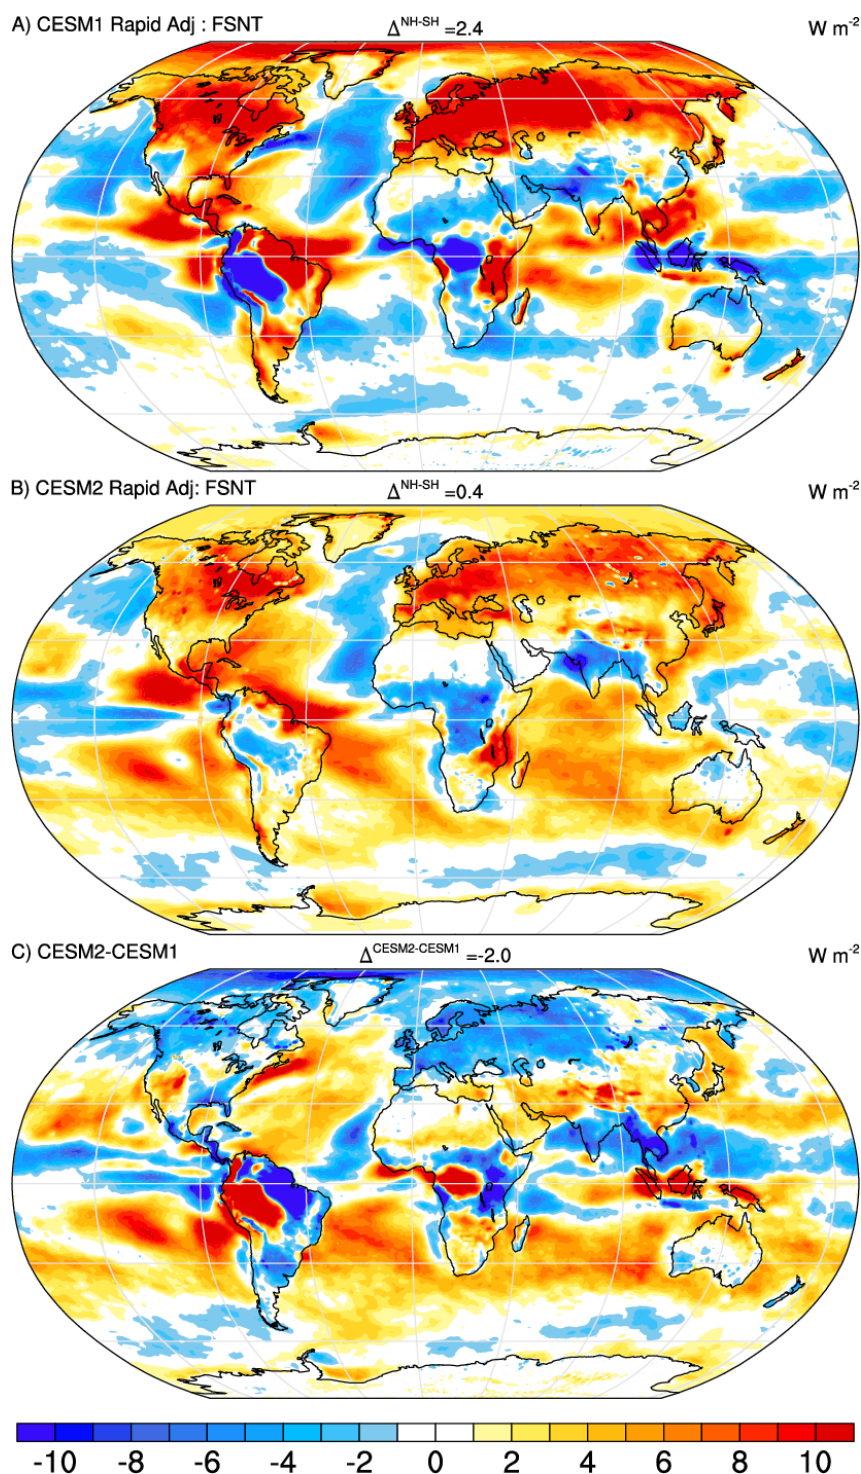 A) CESM1 Rapid Adj : FSNT Δ^NH-SH =2.4 W m⁻²
B) CESM2 Rapid Adj: FSNT Δ^NH-SH =0.4 W m⁻²
C) CESM2-CESM1 Δ^CESM2-CESM1 =-2.0 W m⁻²
-10 -8 -6 -4 -2 0 2 4 6 8 10